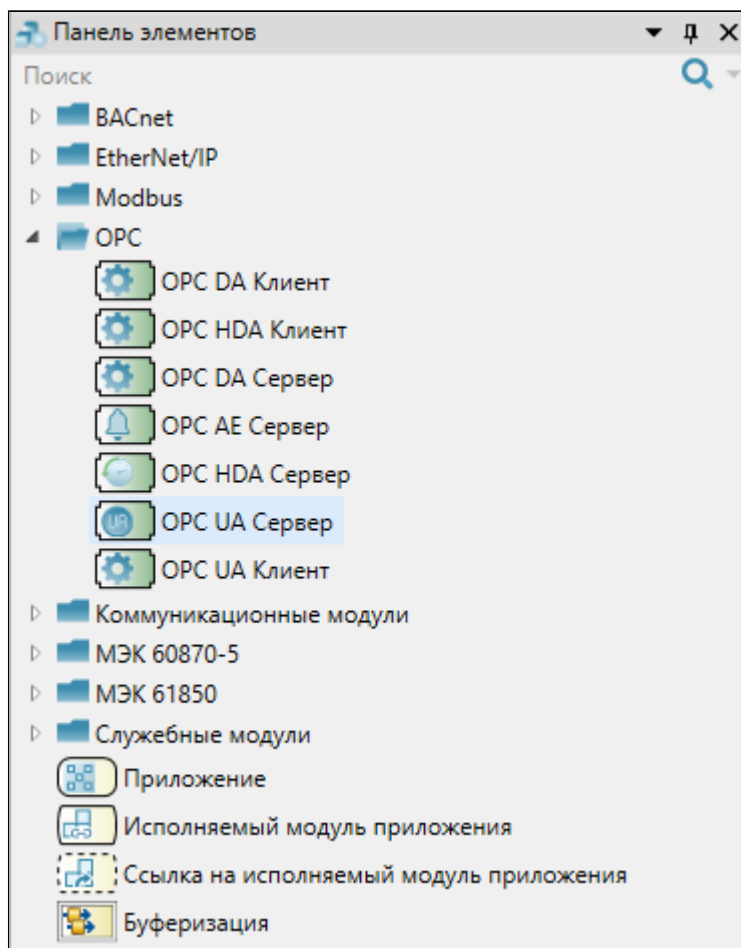 Панель элементов
Поиск
BACnet
EtherNet/IP
Modbus
OPC
OPC DA Клиент
OPC HDA Клиент
OPC DA Сервер
OPC AE Сервер
OPC HDA Сервер
UA OPC UA Сервер
OPC UA Клиент
Коммуникационные модули
МЭК 60870-5
МЭК 61850
Служебные модули
Приложение
Исполняемый модуль приложения
Ссылка на исполняемый модуль приложения
Буферизация